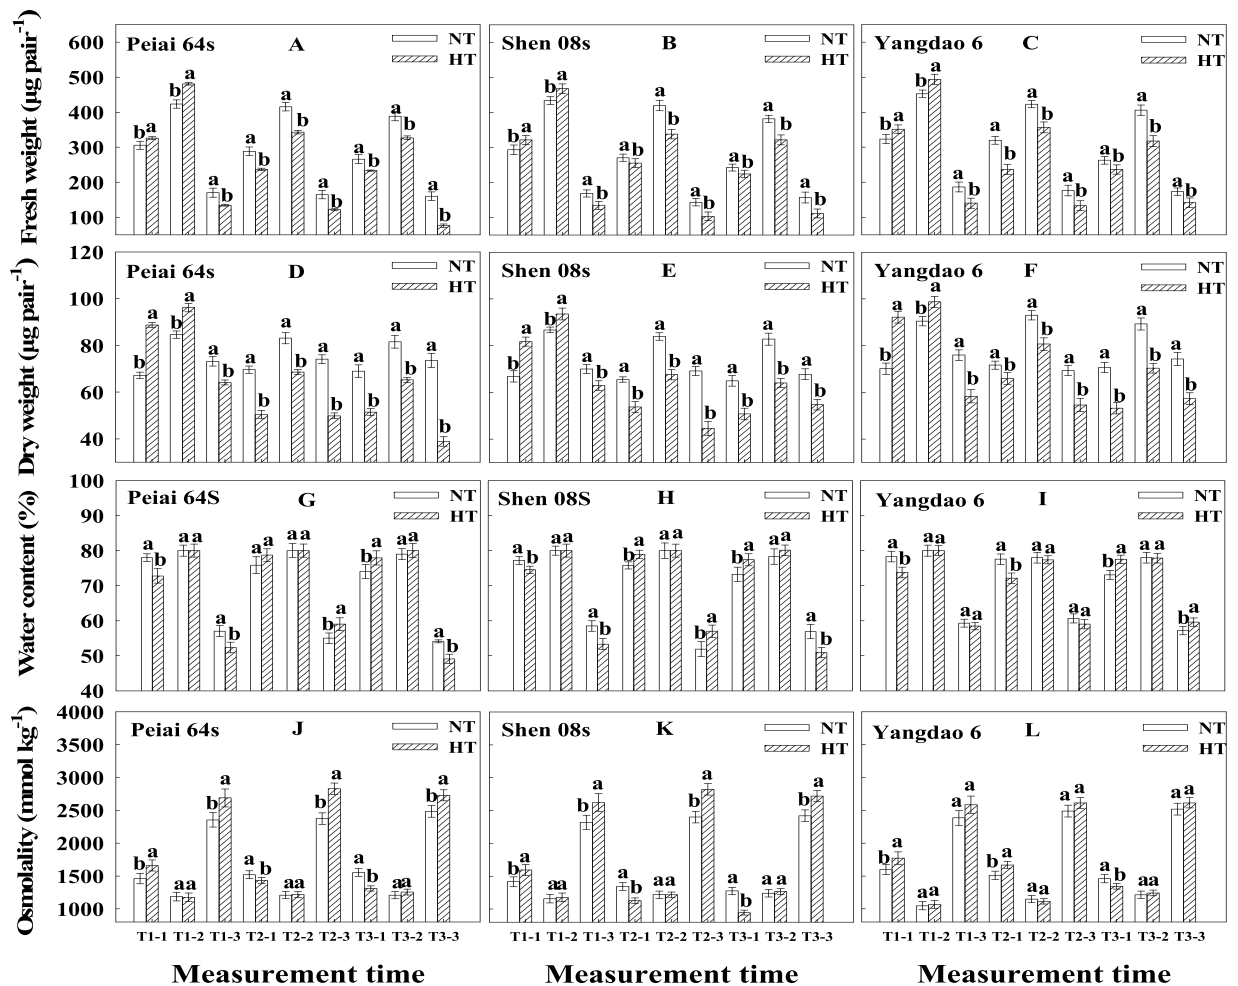 Fresh weight (µg pair-1)
600
500
400
300
200
100
Peiai 64s A NT
HT
b a b a a b a b a b a b a b a b a b
Shen 08s B NT
HT
b a b a a b a b a b a b a b a b a b
Yangdao 6 C NT
HT
b a b a a b a b a b a b a b a b a b
Dry weight (µg pair-1)
120
100
80
60
40
Peiai 64s D NT
HT
b a b a a b a b a b a b a b a b a b
Shen 08s E NT
HT
b a b a a b a b a b a b a b a b a b
Yangdao 6 F NT
HT
b a b a a b a b a b a b a b a b a b
Water content (%)
100
90
80
70
60
50
40
Peiai 64S G NT
HT
a b a a a b a a a a b a b a a a a b
Shen 08S H NT
HT
a b a a a b b a a a b a b a a a a b
Yangdao 6 I NT
HT
a b a a a a a b a a a a b a a a b a
Osmolality (mmol kg-1)
4000
3500
3000
2500
2000
1500
1000
Peiai 64s J NT
HT
b a a a b a a b a a b a a b a a b a
Shen 08s K NT
HT
b a a a b a a b a a b a a b a a b a
Yangdao 6 L NT
HT
b a a a a a b a a a a a a b a a a a
T1-1 T1-2 T1-3 T2-1 T2-2 T2-3 T3-1 T3-2 T3-3
T1-1 T1-2 T1-3 T2-1 T2-2 T2-3 T3-1 T3-2 T3-3
T1-1 T1-2 T1-3 T2-1 T2-2 T2-3 T3-1 T3-2 T3-3
Measurement time
Measurement time
Measurement time